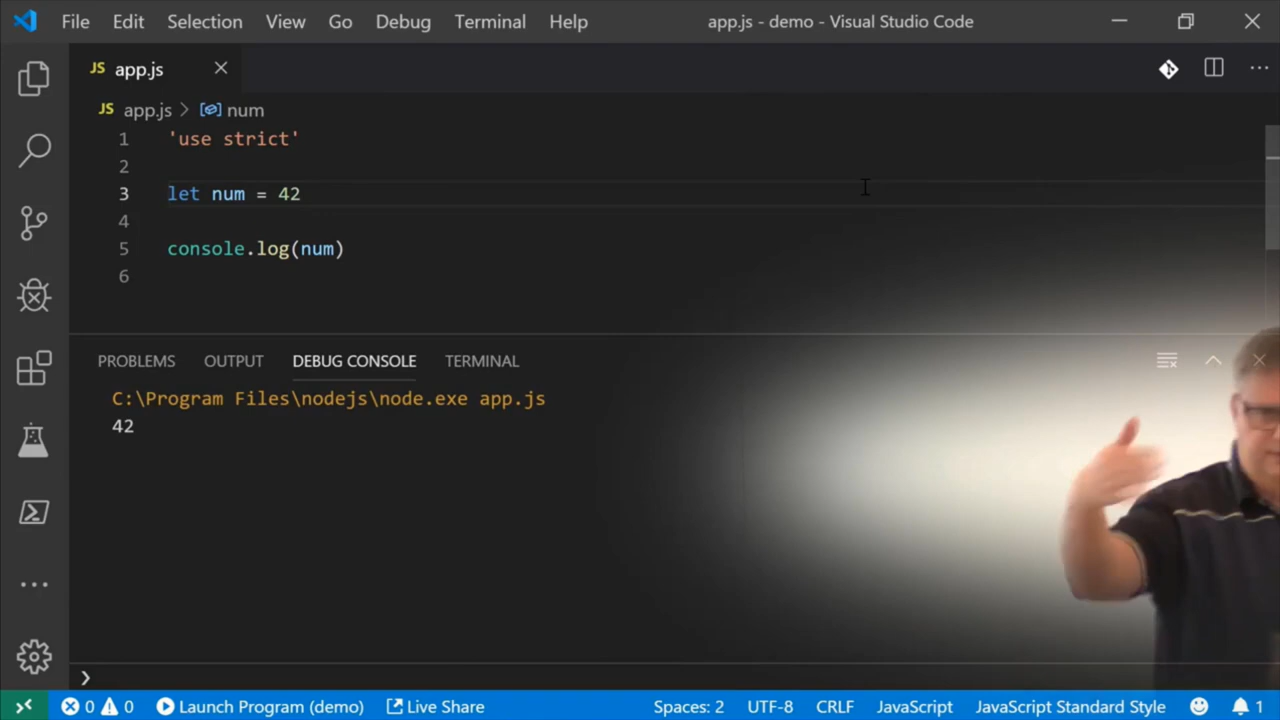 File Edit Selection View Go Debug Terminal Help app.js - demo - Visual Studio Code
JS app.js
JS app.js > num
1 'use strict'
2
3 let num = 42
4
5 console.log(num)
6
PROBLEMS OUTPUT DEBUG CONSOLE TERMINAL
C:\Program Files\nodejs\node.exe app.js
42
0 0 Launch Program (demo) Live Share Spaces: 2 UTF-8 CRLF JavaScript JavaScript Standard Style 1